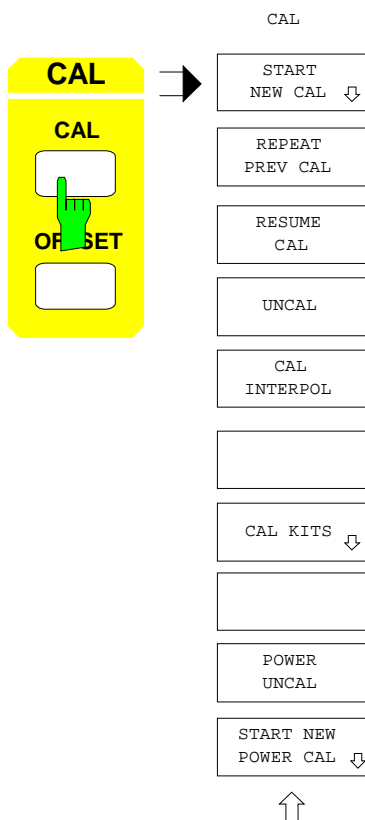 CAL
CAL
CAL
START
NEW CAL
REPEAT
PREV CAL
RESUME
CAL
UNCAL
CAL
INTERPOL
CAL KITS
POWER
UNCAL
START NEW
POWER CAL